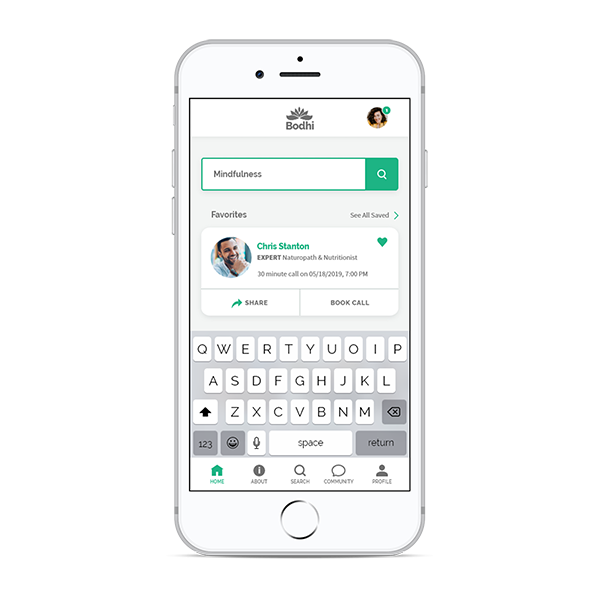 Bodhi
1
Mindfulness
Favorites
See All Saved
Chris Stanton
EXPERT Naturopath & Nutritionist
30 minute call on 05/18/2019, 7:00 PM
SHARE
BOOK CALL
Q W E R T Y U O I P
A S D F G H J K L
Z X C V B N M
123 space return
HOME ABOUT SEARCH COMMUNITY PROFILE